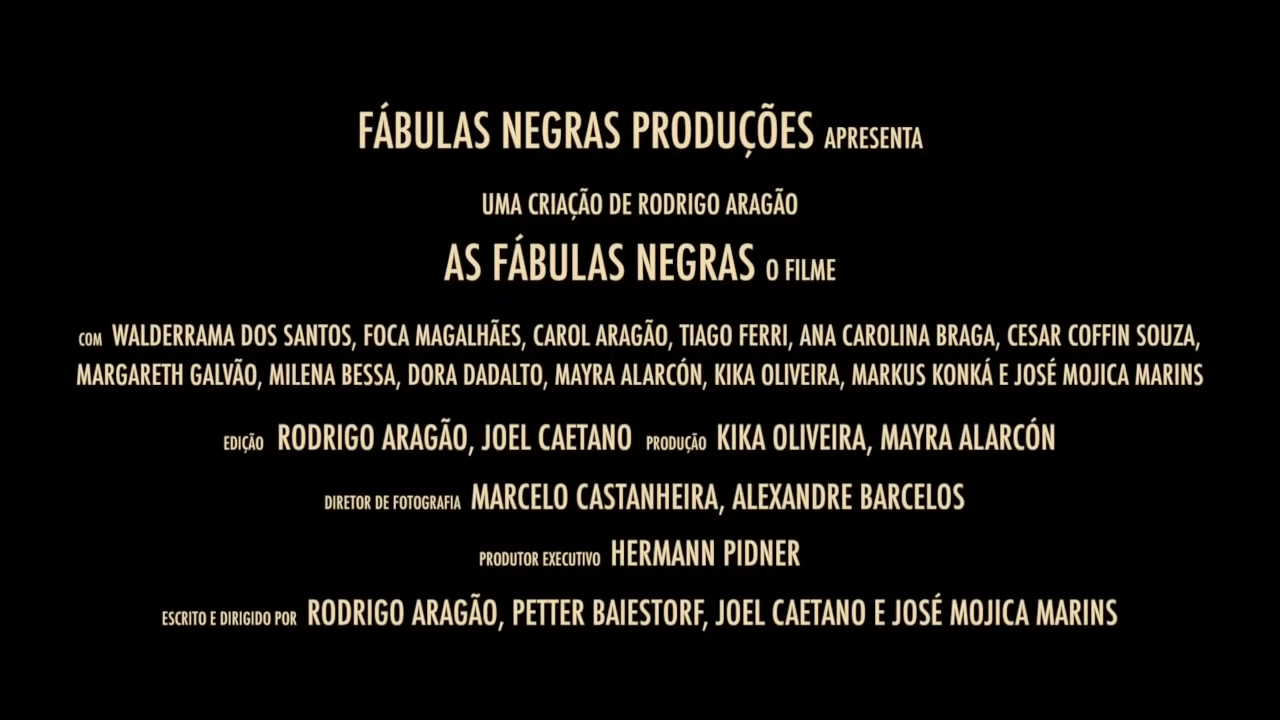 FÁBULAS NEGRAS PRODUÇÕES APRESENTA
UMA CRIAÇÃO DE RODRIGO ARAGÃO
AS FÁBULAS NEGRAS O FILME
COM WALDERRAMA DOS SANTOS, FOCA MAGALHÃES, CAROL ARAGÃO, TIAGO FERRI, ANA CAROLINA BRAGA, CESAR COFFIN SOUZA,
MARGARETH GALVÃO, MILENA BESSA, DORA DADALTO, MAYRA ALARCÓN, KIKA OLIVEIRA, MARKUS KONKÁ E JOSÉ MOJICA MARINS
EDIÇÃO RODRIGO ARAGÃO, JOEL CAETANO PRODUÇÃO KIKA OLIVEIRA, MAYRA ALARCÓN
DIRETOR DE FOTOGRAFIA MARCELO CASTANHEIRA, ALEXANDRE BARCELOS
PRODUTOR EXECUTIVO HERMANN PIDNER
ESCRITO E DIRIGIDO POR RODRIGO ARAGÃO, PETTER BAIESTORF, JOEL CAETANO E JOSÉ MOJICA MARINS